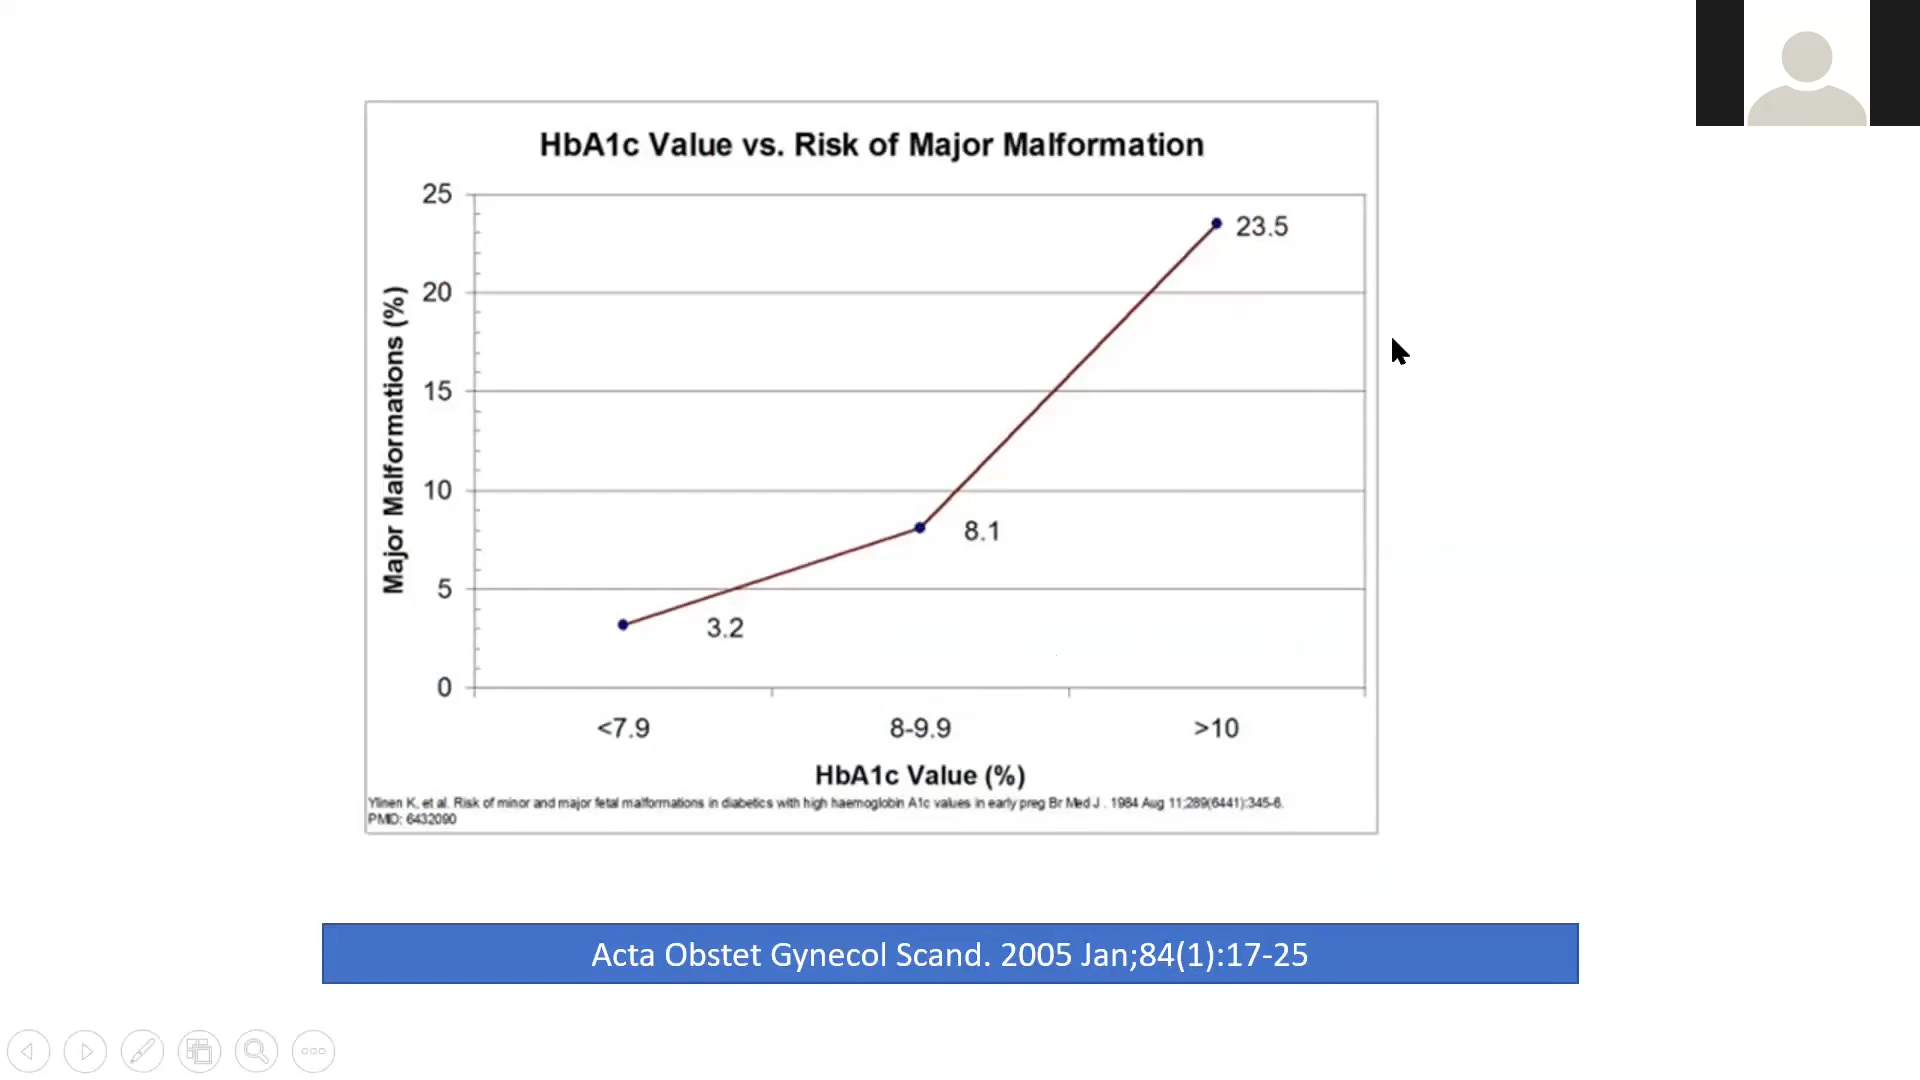 HbA1c Value vs. Risk of Major Malformation
25
20
15
10
5
0
Major Malformations (%)
23.5
8.1
3.2
<7.9
8-9.9
>10
HbA1c Value (%)
Ylinen K, et al. Risk of minor and major fetal malformations in diabetics with high haemoglobin A1c values in early preg Br Med J . 1984 Aug 11;289(6441):345-6.
PMID: 6432090
Acta Obstet Gynecol Scand. 2005 Jan;84(1):17-25